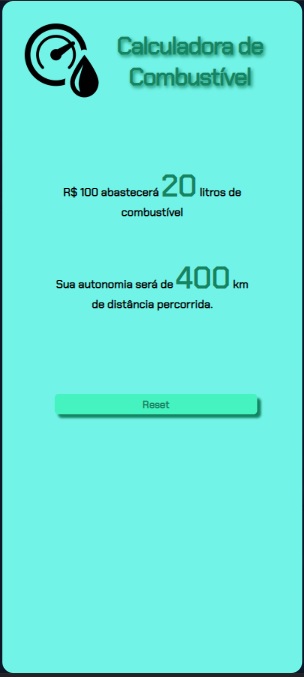 Calculadora de
Combustível
R$ 100 abastecerá 20 litros de
combustível
Sua autonomia será de 400 km
de distância percorrida.
Reset